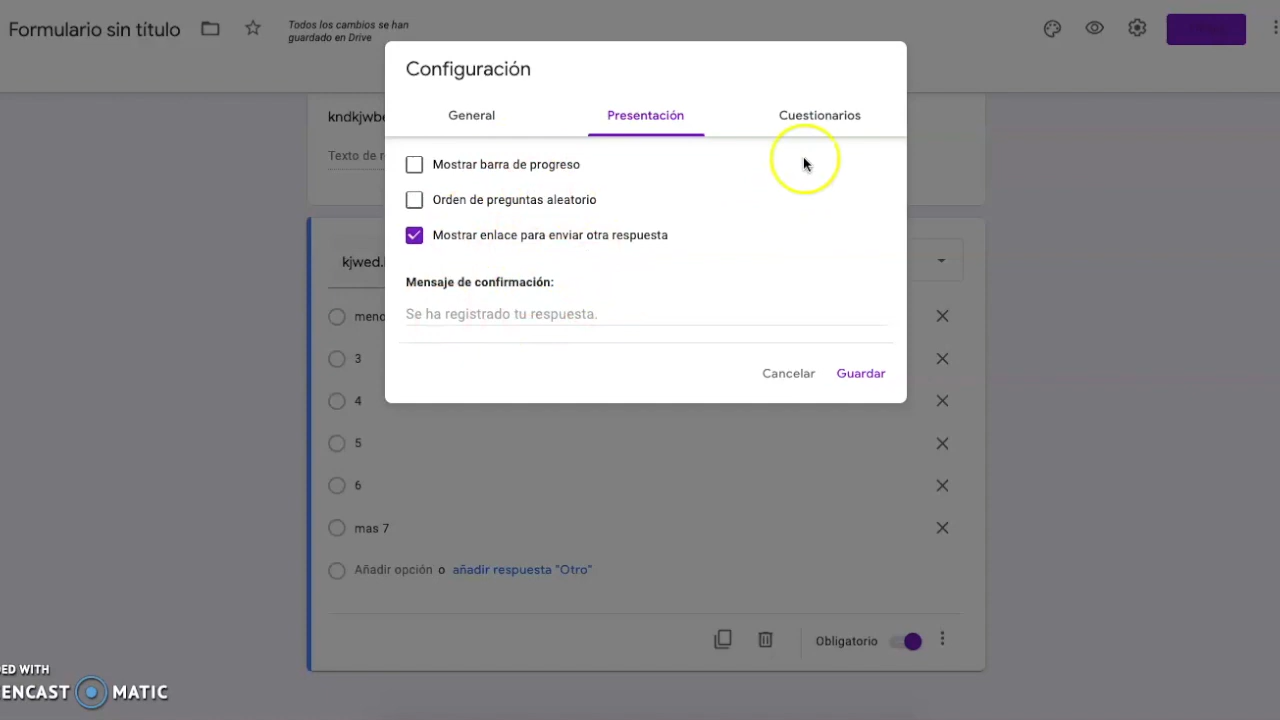 Formulario sin título
Todos los cambios se han
guardado en Drive
Configuración
General
Presentación
Cuestionarios
Mostrar barra de progreso
Orden de preguntas aleatorio
Mostrar enlace para enviar otra respuesta
Mensaje de confirmación:
Se ha registrado tu respuesta.
Cancelar
Guardar
kndkjwbe
Texto de r
kjwed.
3
4
5
6
mas 7
Añadir opción o añadir respuesta "Otro"
Obligatorio
ED WITH
ENCAST MATIC